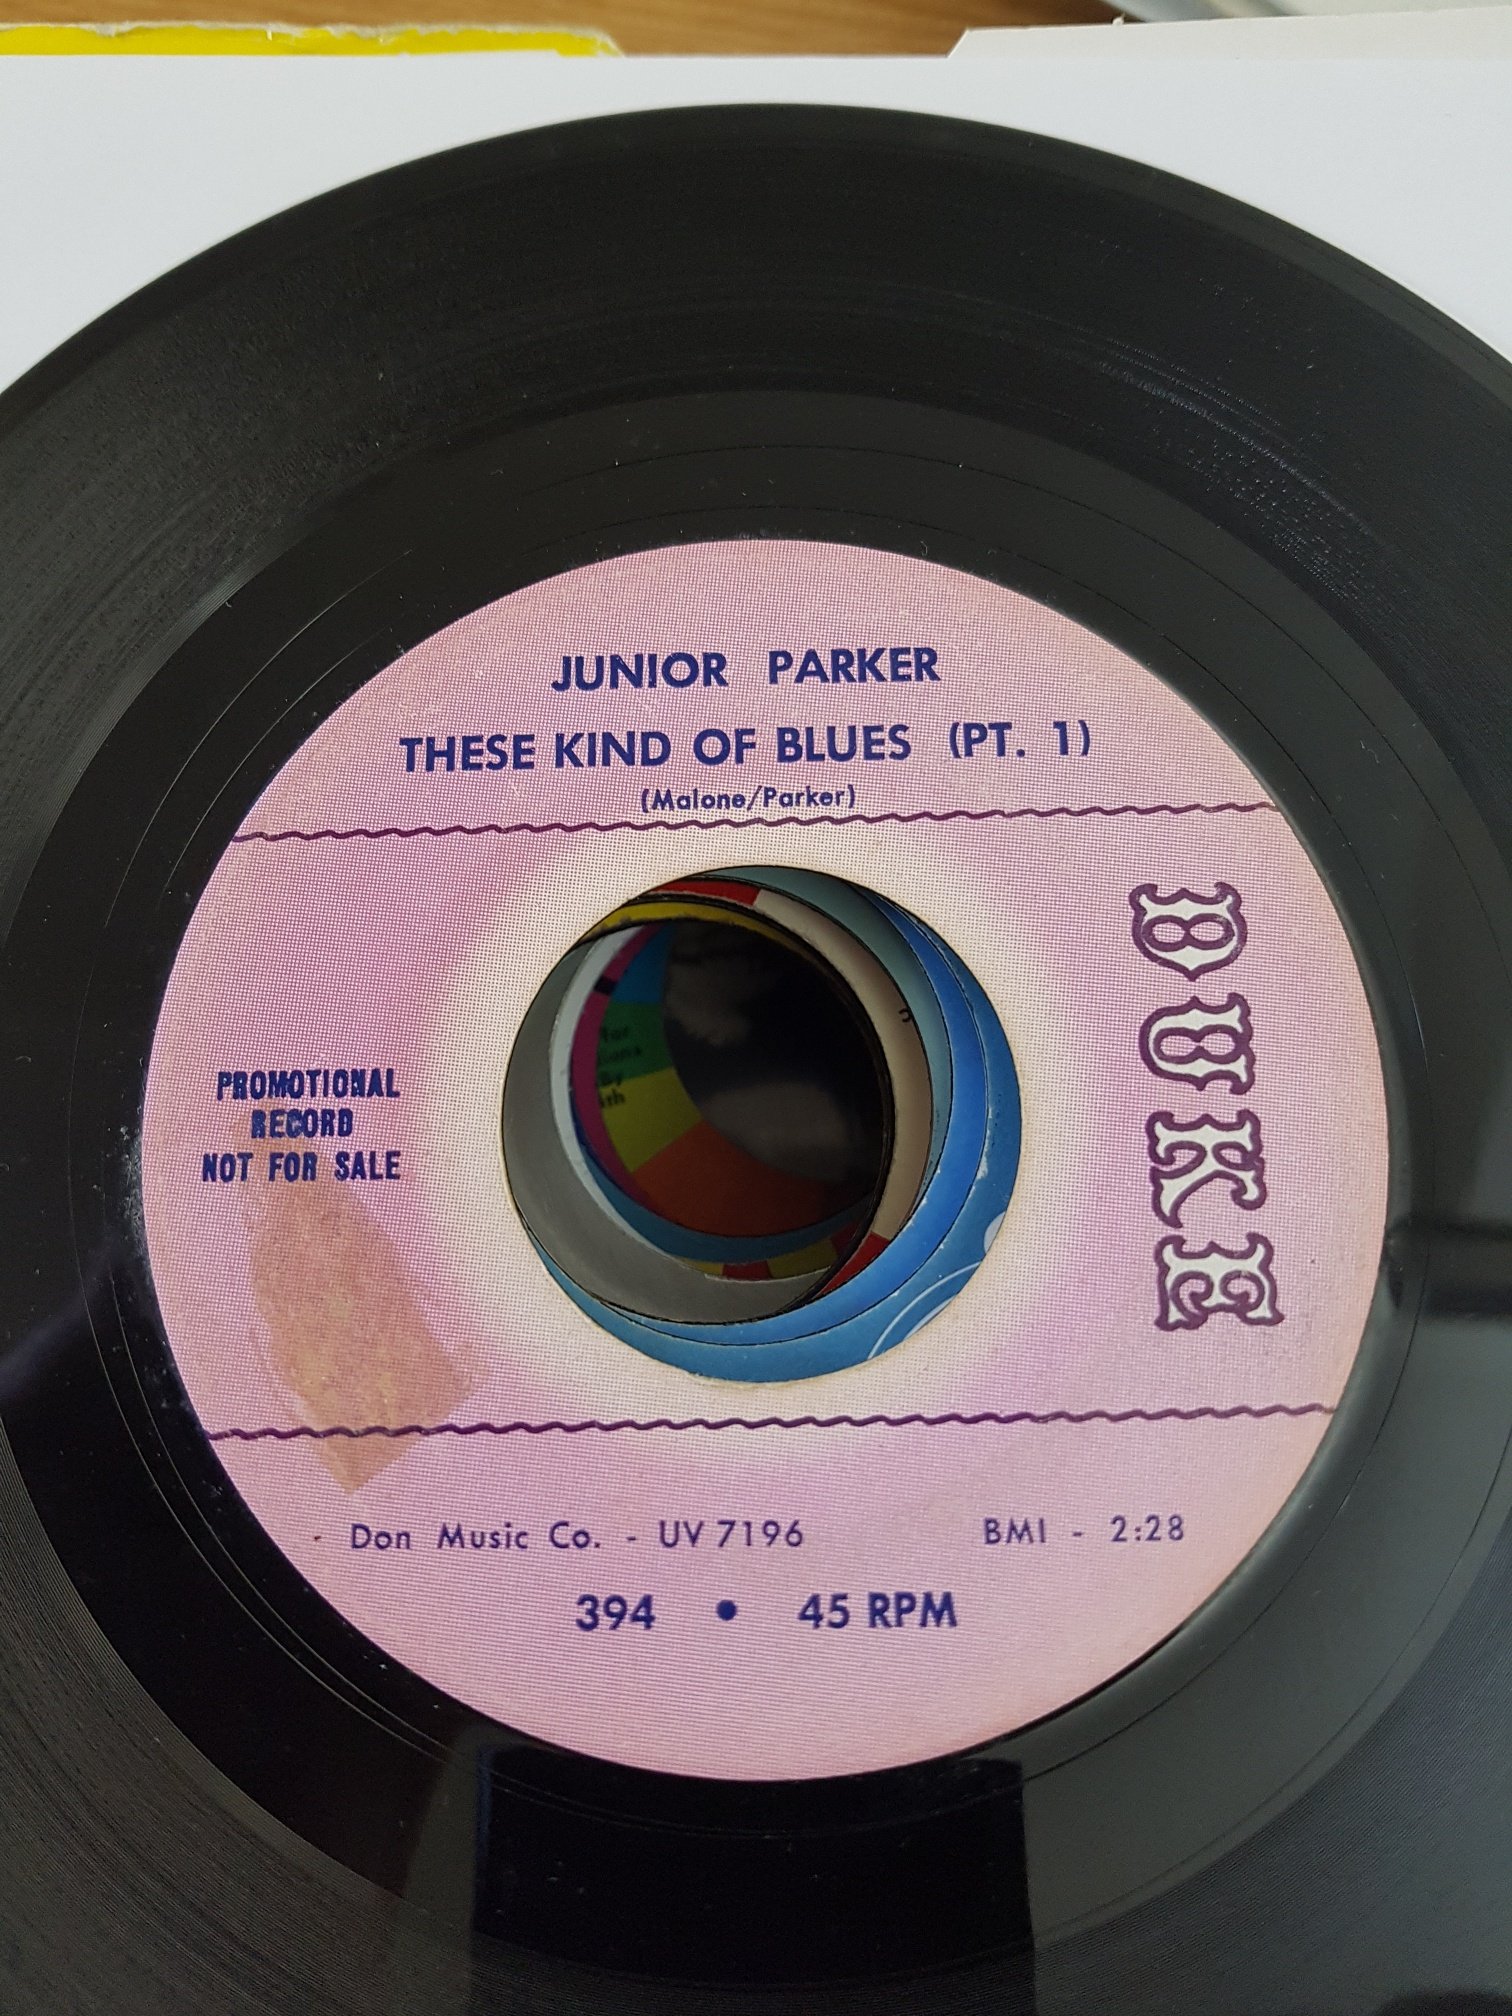 JUNIOR PARKER
THESE KIND OF BLUES (PT. 1)
(Malone/Parker)
DUKE
PROMOTIONAL
RECORD
NOT FOR SALE
Don Music Co. - UV 7196 BMI - 2:28
394 • 45 RPM